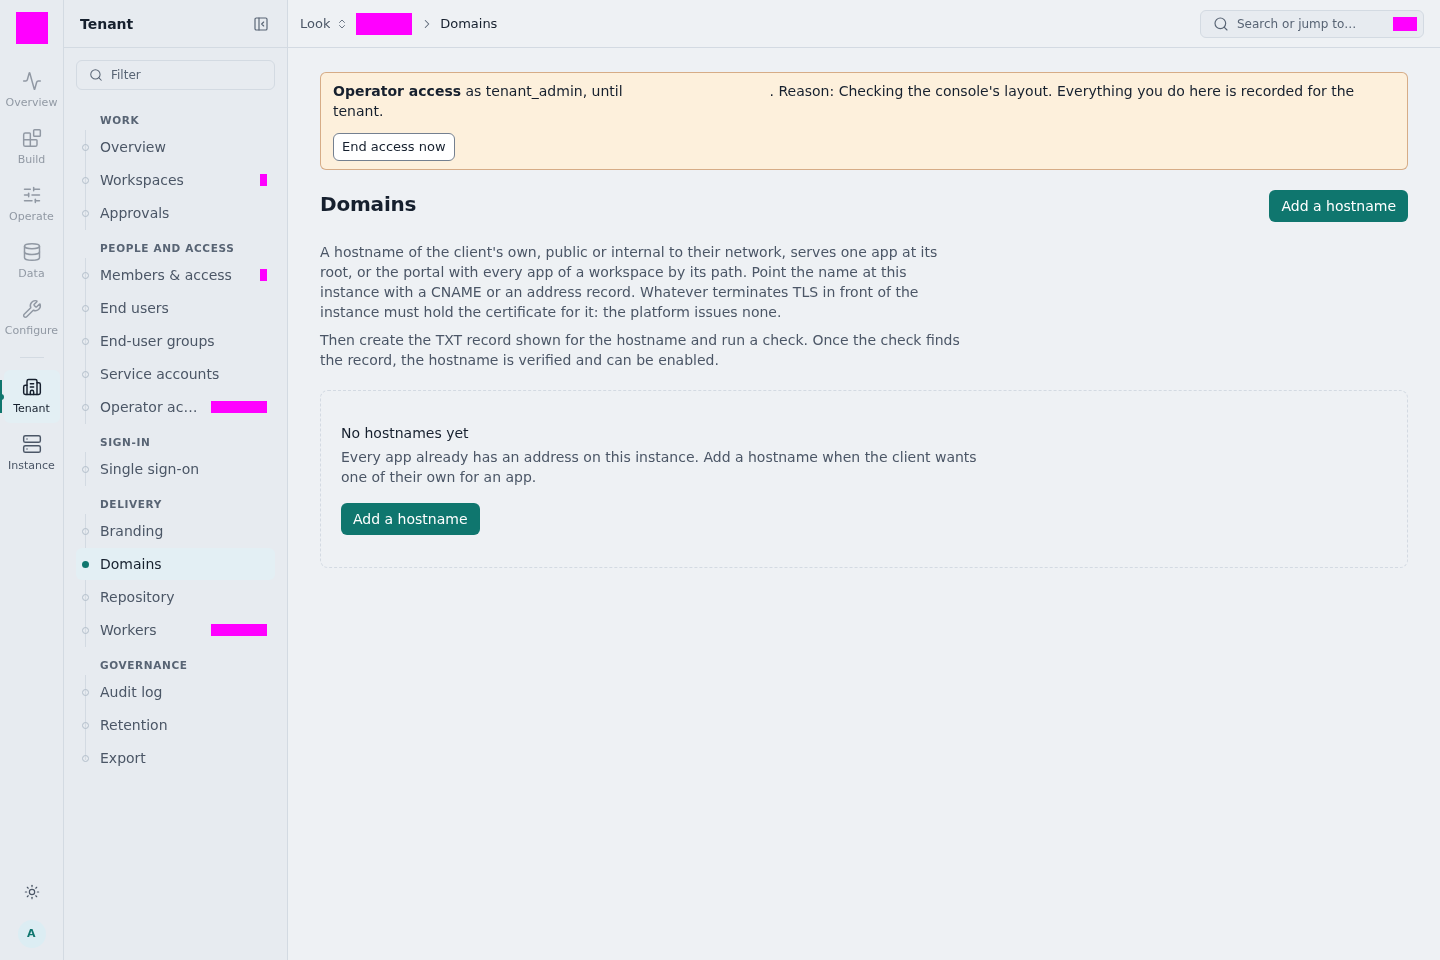 Tenant
Look
Domains
Search or jump to...
Overview
Build
Operate
Data
Configure
Tenant
Instance
A
Filter
WORK
Overview
Workspaces
Approvals
PEOPLE AND ACCESS
Members & access
End users
End-user groups
Service accounts
Operator ac...
SIGN-IN
Single sign-on
DELIVERY
Branding
Domains
Repository
Workers
GOVERNANCE
Audit log
Retention
Export
Operator access as tenant_admin, until . Reason: Checking the console's layout. Everything you do here is recorded for the
tenant.
End access now
Domains
Add a hostname
A hostname of the client's own, public or internal to their network, serves one app at its
root, or the portal with every app of a workspace by its path. Point the name at this
instance with a CNAME or an address record. Whatever terminates TLS in front of the
instance must hold the certificate for it: the platform issues none.
Then create the TXT record shown for the hostname and run a check. Once the check finds
the record, the hostname is verified and can be enabled.
No hostnames yet
Every app already has an address on this instance. Add a hostname when the client wants
one of their own for an app.
Add a hostname